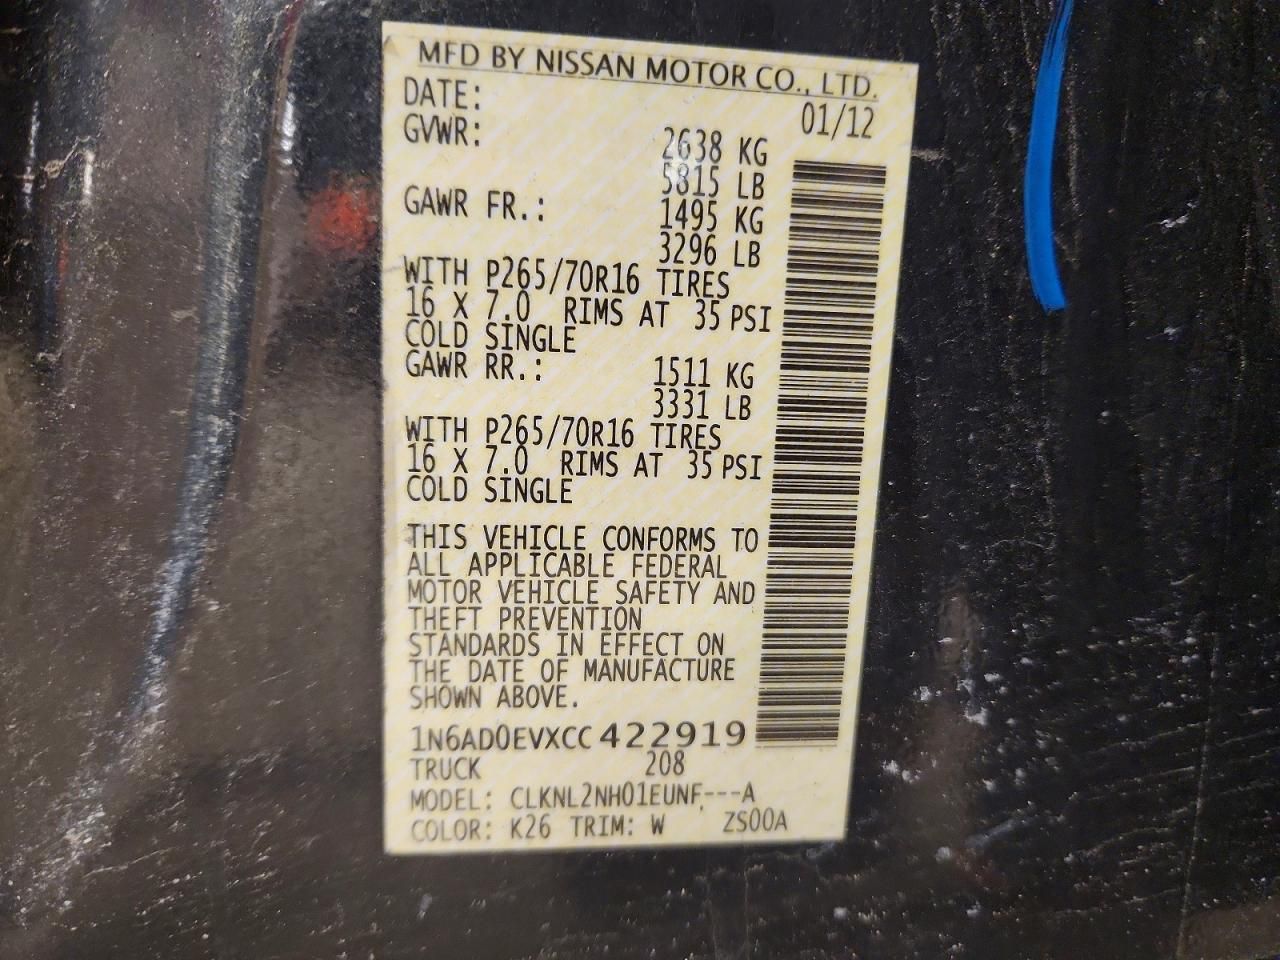 MFD BY NISSAN MOTOR CO., LTD.
DATE: 01/12
GVWR: 2638 KG
5815 LB
GAWR FR.: 1495 KG
3296 LB
WITH P265/70R16 TIRES
16 X 7.0 RIMS AT 35 PSI
COLD SINGLE
GAWR RR.: 1511 KG
3331 LB
WITH P265/70R16 TIRES
16 X 7.0 RIMS AT 35 PSI
COLD SINGLE
THIS VEHICLE CONFORMS TO
ALL APPLICABLE FEDERAL
MOTOR VEHICLE SAFETY AND
THEFT PREVENTION
STANDARDS IN EFFECT ON
THE DATE OF MANUFACTURE
SHOWN ABOVE.
1N6AD0EVXCC422919
TRUCK 208
MODEL: CLKNL2NH01EUNF,---A
COLOR: K26 TRIM: W ZS00A